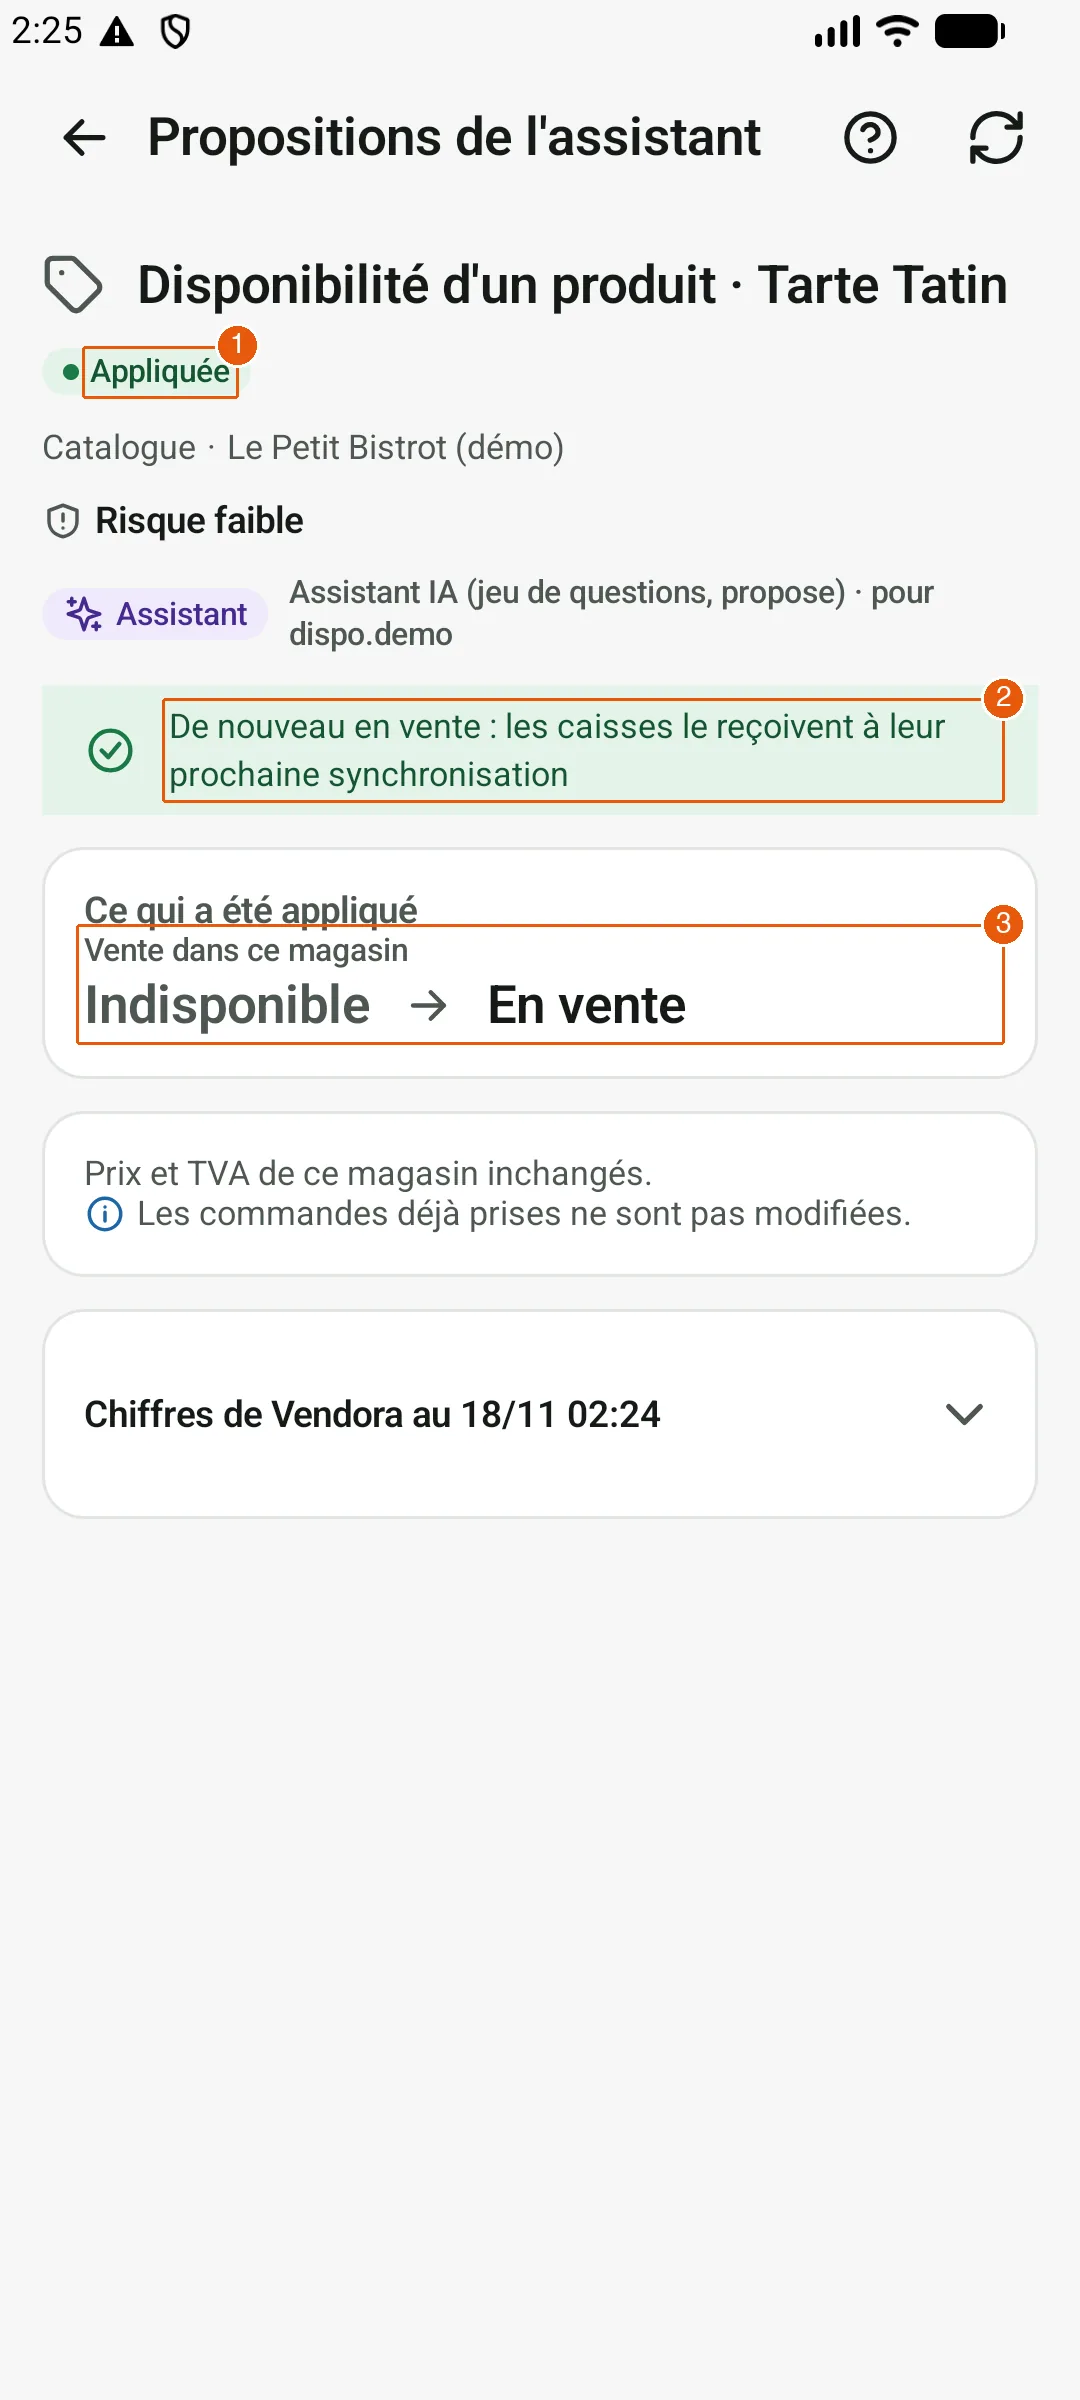 2:25
Propositions de l'assistant
Disponibilité d'un produit · Tarte Tatin
1
Appliquée
Catalogue · Le Petit Bistrot (démo)
Risque faible
Assistant
Assistant IA (jeu de questions, propose) · pour
dispo.demo
2
De nouveau en vente : les caisses le reçoivent à leur
prochaine synchronisation
Ce qui a été appliqué
3
Vente dans ce magasin
Indisponible → En vente
Prix et TVA de ce magasin inchangés.
Les commandes déjà prises ne sont pas modifiées.
Chiffres de Vendora au 18/11 02:24